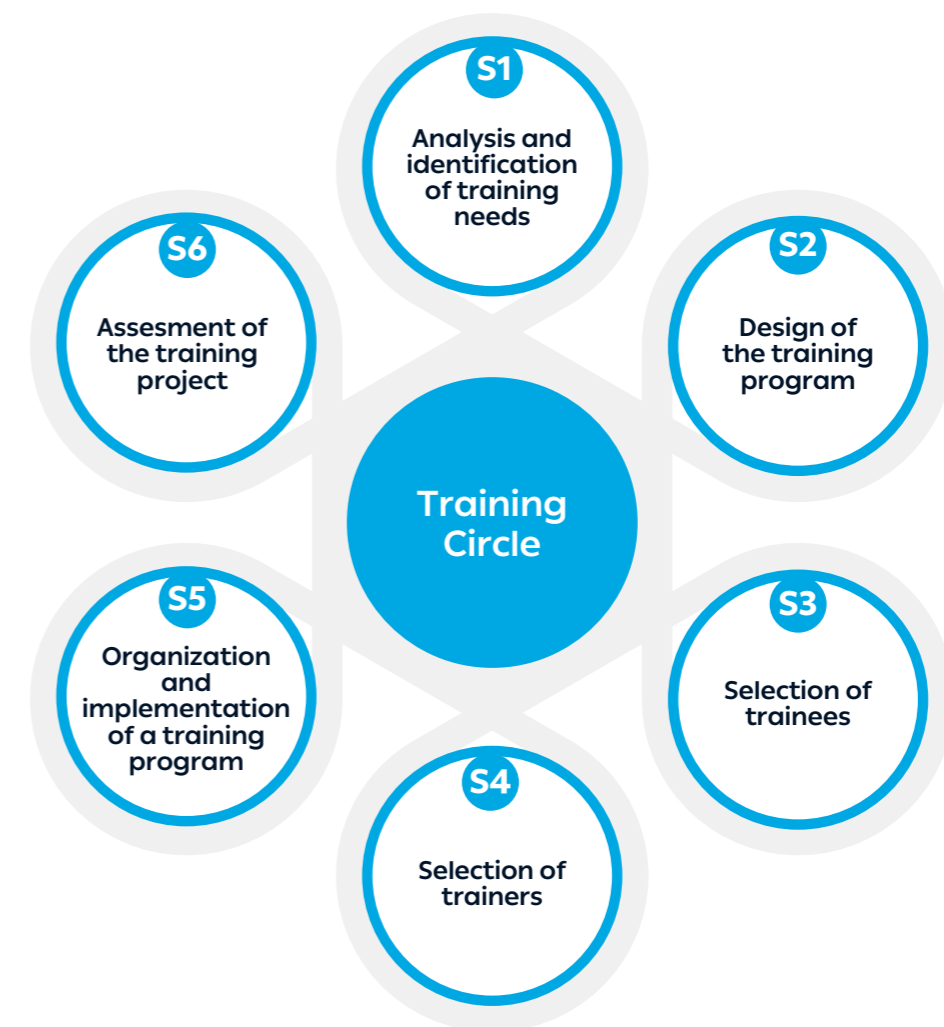 S1
Analysis and
identification
of training
needs
S2
Design of
the training
program
S3
Selection of
trainees
S4
Selection of
trainers
S5
Organization
and
implementation
of a training
program
S6
Assesment of
the training
project
Training
Circle